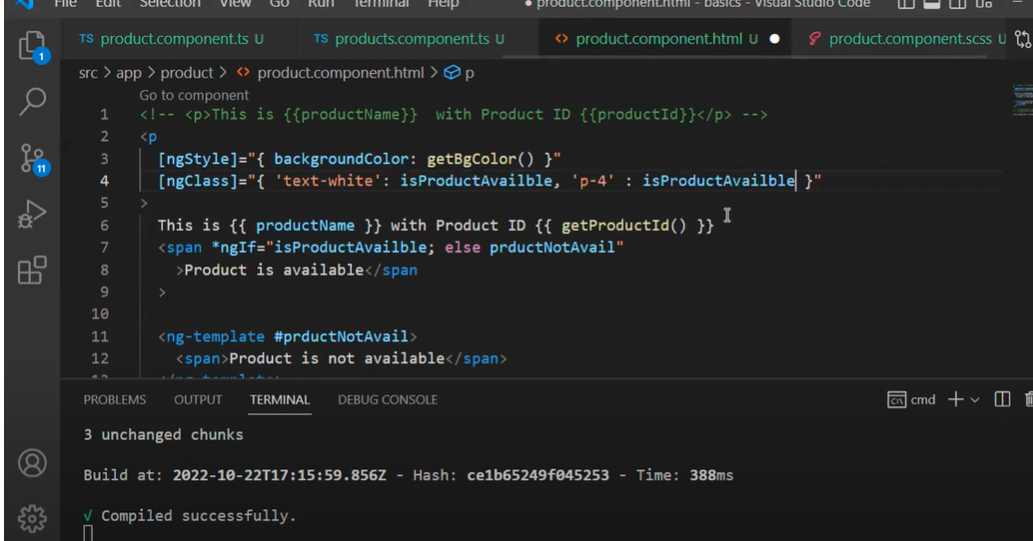 File Edit Selection View Go Run Terminal Help ● product.component.html - basics - Visual Studio Code
TS product.component.ts U TS products.component.ts U <> product.component.html U ● product.component.scss U
src > app > product > <> product.component.html > p
Go to component
1 <!-- <p>This is {{productName}}  with Product ID {{productId}}</p> -->
2 <p
3 [ngStyle]="{ backgroundColor: getBgColor() }"
4 [ngClass]="{ 'text-white': isProductAvailble, 'p-4' : isProductAvailble }"
5 >
6 This is {{ productName }} with Product ID {{ getProductId() }}
7 <span *ngIf="isProductAvailble; else prductNotAvail"
8 >Product is available</span
9 >
10
11 <ng-template #prductNotAvail>
12 <span>Product is not available</span>
1
11
PROBLEMS OUTPUT TERMINAL DEBUG CONSOLE cmd
3 unchanged chunks
Build at: 2022-10-22T17:15:59.856Z - Hash: ce1b65249f045253 - Time: 388ms
√ Compiled successfully.